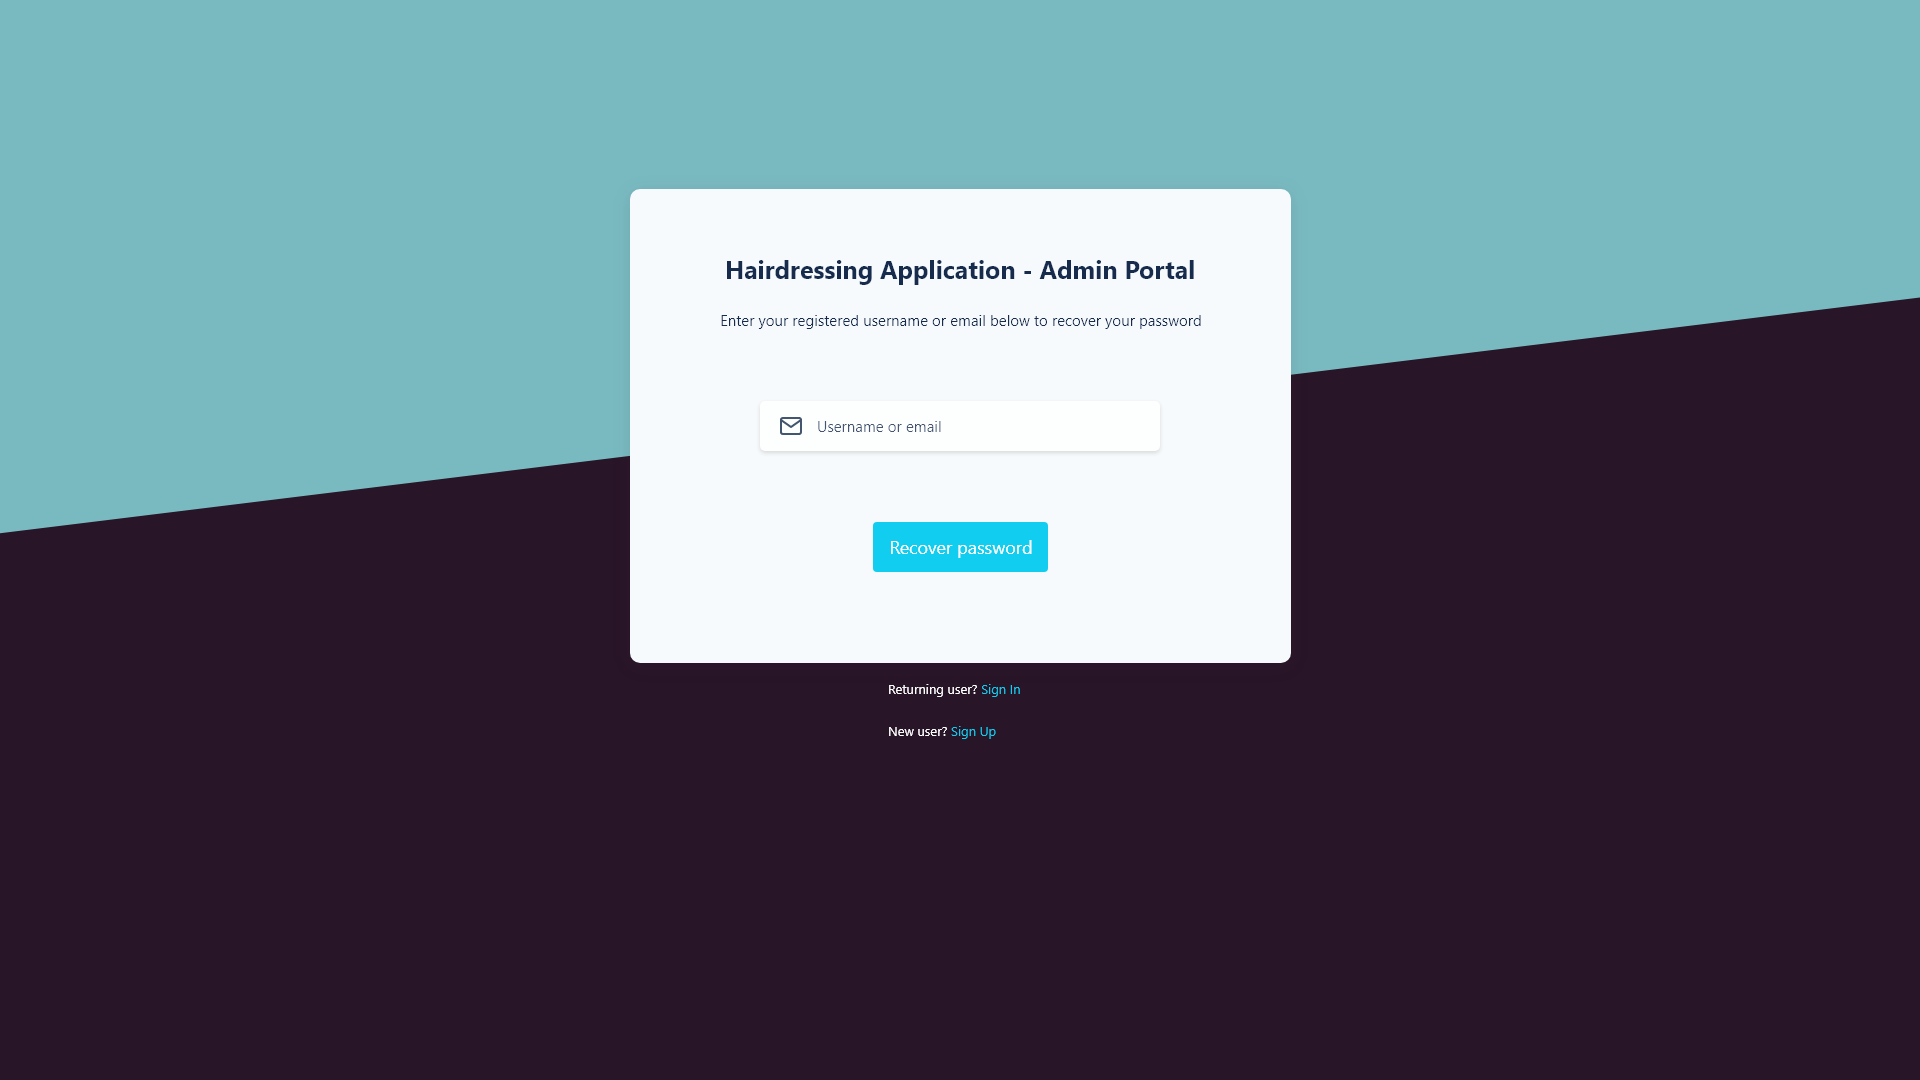 Hairdressing Application - Admin Portal
Enter your registered username or email below to recover your password
Username or email
Recover password
Returning user? Sign In
New user? Sign Up